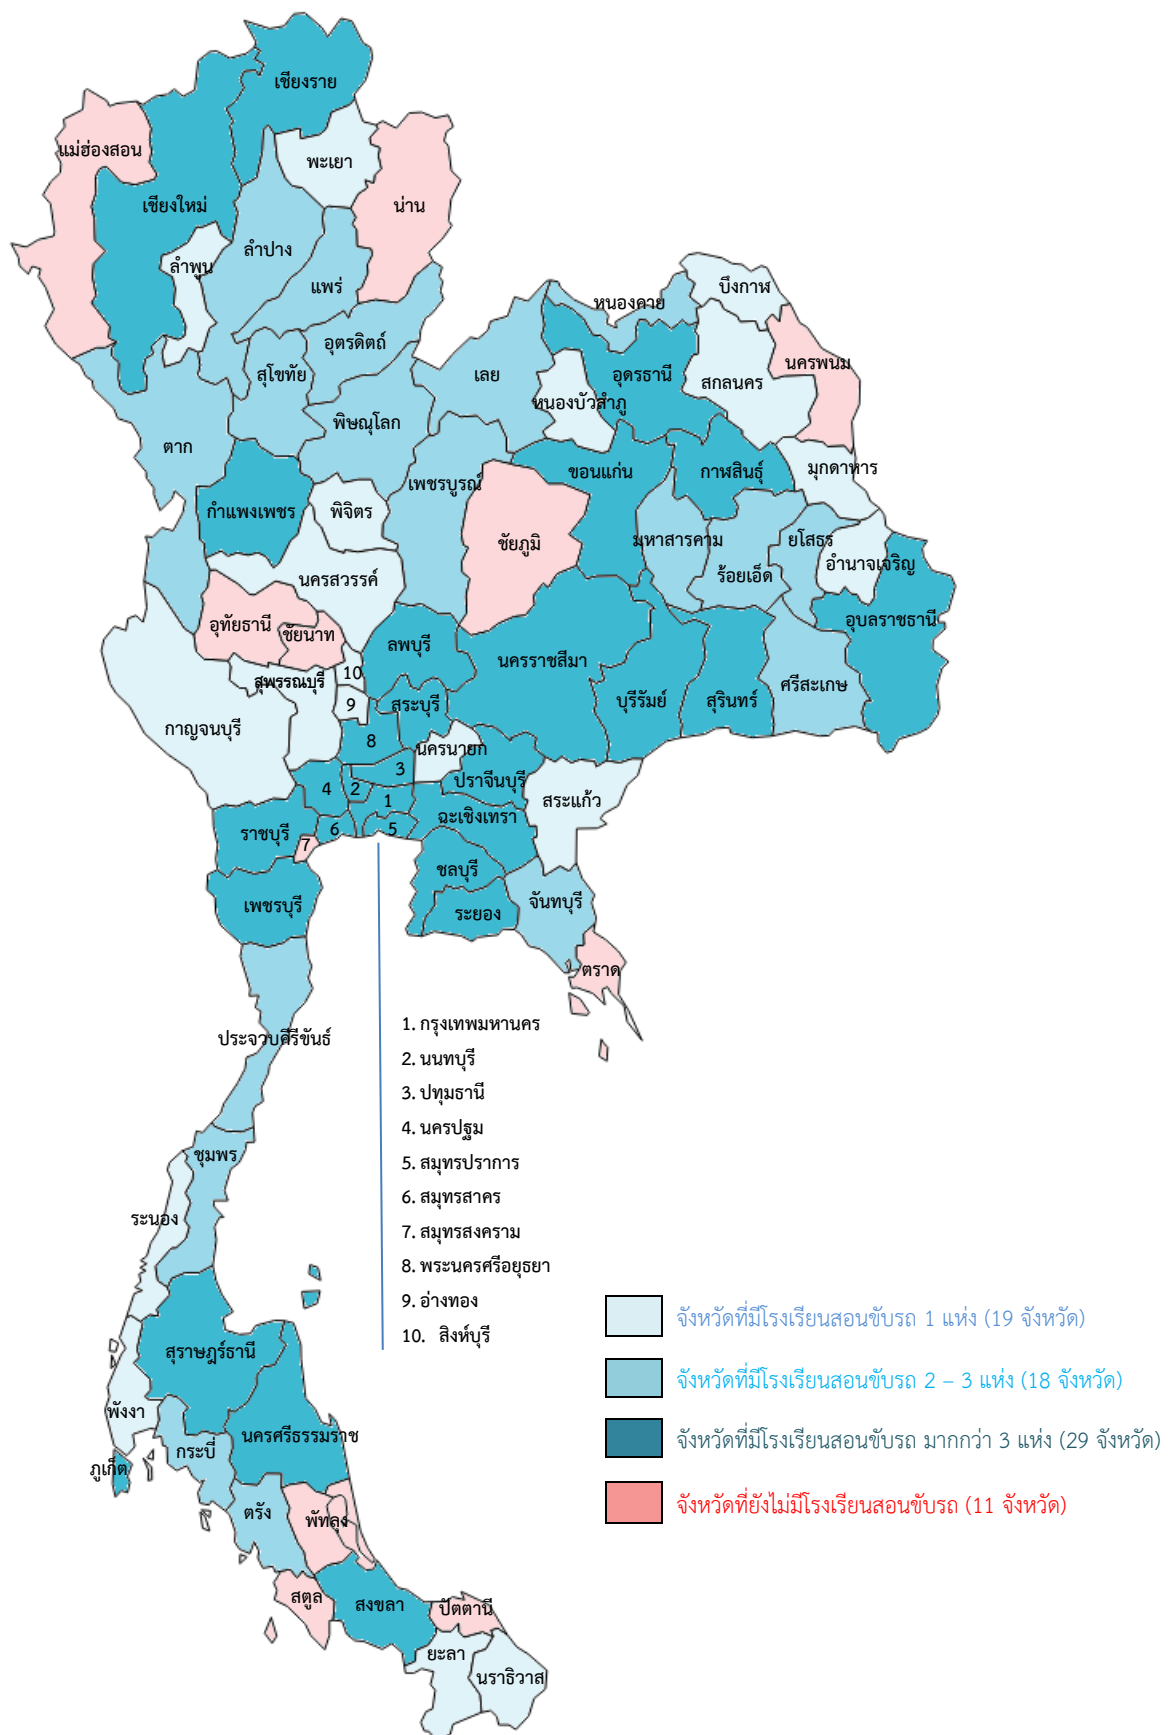 เชียงราย
แม่ฮ่องสอน
พะเยา
เชียงใหม่
น่าน
ลำปาง
ลำพูน
แพร่
บึงกาฬ
หนองคาย
อุตรดิตถ์
นครพนม
สุโขทัย
เลย
อุดรธานี
สกลนคร
หนองบัวลำภู
พิษณุโลก
ตาก
ขอนแก่น
กาฬสินธุ์
มุกดาหาร
เพชรบูรณ์
กำแพงเพชร
พิจิตร
ชัยภูมิ
มหาสารคาม
ยโสธร
อำนาจเจริญ
นครสวรรค์
ร้อยเอ็ด
อุทัยธานี
ชัยนาท
อุบลราชธานี
ลพบุรี
นครราชสีมา
10
สุพรรณบุรี
ศรีสะเกษ
9
สระบุรี
บุรีรัมย์
สุรินทร์
กาญจนบุรี
8
นครนายก
3
ปราจีนบุรี
4
2
1
สระแก้ว
ฉะเชิงเทรา
ราชบุรี
6
5
7
ชลบุรี
เพชรบุรี
ระยอง
จันทบุรี
ตราด
1. กรุงเทพมหานคร
ประจวบคีรีขันธ์
2. นนทบุรี
3. ปทุมธานี
4. นครปฐม
ชุมพร
5. สมุทรปราการ
6. สมุทรสาคร
ระนอง
7. สมุทรสงคราม
8. พระนครศรีอยุธยา
9. อ่างทอง
10. สิงห์บุรี
จังหวัดที่มีโรงเรียนสอนขับรถ 1 แห่ง (19 จังหวัด)
สุราษฎร์ธานี
จังหวัดที่มีโรงเรียนสอนขับรถ 2 – 3 แห่ง (18 จังหวัด)
พังงา
นครศรีธรรมราช
จังหวัดที่มีโรงเรียนสอนขับรถ มากกว่า 3 แห่ง (29 จังหวัด)
กระบี่
ภูเก็ต
จังหวัดที่ยังไม่มีโรงเรียนสอนขับรถ (11 จังหวัด)
ตรัง
พัทลุง
สตูล
สงขลา
ปัตตานี
ยะลา
นราธิวาส